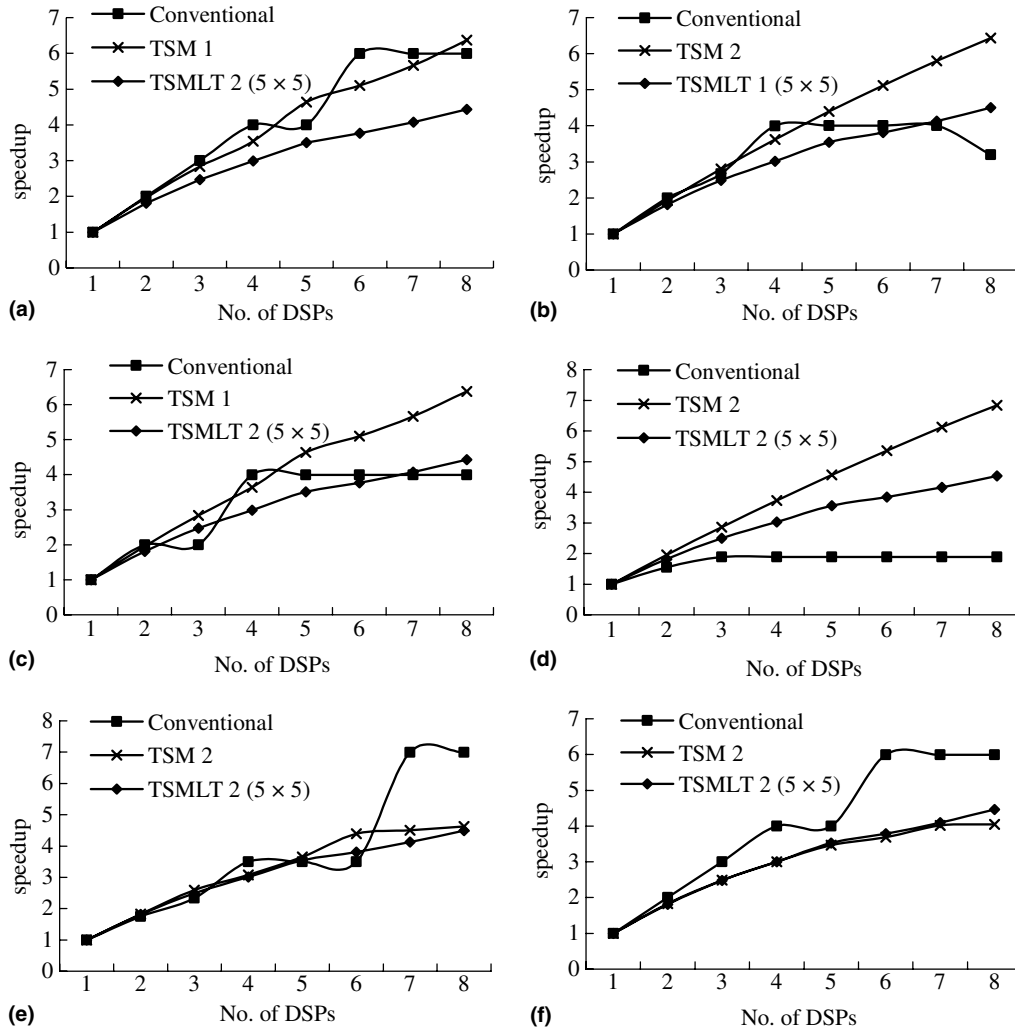 7
6
5
4
3
2
1
0
speedup
Conventional
TSM 1
TSMLT 2 (5 × 5)
1 2 3 4 5 6 7 8
No. of DSPs
(a)
7
6
5
4
3
2
1
0
speedup
Conventional
TSM 2
TSMLT 1 (5 × 5)
1 2 3 4 5 6 7 8
No. of DSPs
(b)
7
6
5
4
3
2
1
0
speedup
Conventional
TSM 1
TSMLT 2 (5 × 5)
1 2 3 4 5 6 7 8
No. of DSPs
(c)
8
7
6
5
4
3
2
1
0
speedup
Conventional
TSM 2
TSMLT 2 (5 × 5)
1 2 3 4 5 6 7 8
No. of DSPs
(d)
8
7
6
5
4
3
2
1
0
speedup
Conventional
TSM 2
TSMLT 2 (5 × 5)
1 2 3 4 5 6 7 8
No. of DSPs
(e)
7
6
5
4
3
2
1
0
speedup
Conventional
TSM 2
TSMLT 2 (5 × 5)
1 2 3 4 5 6 7 8
No. of DSPs
(f)